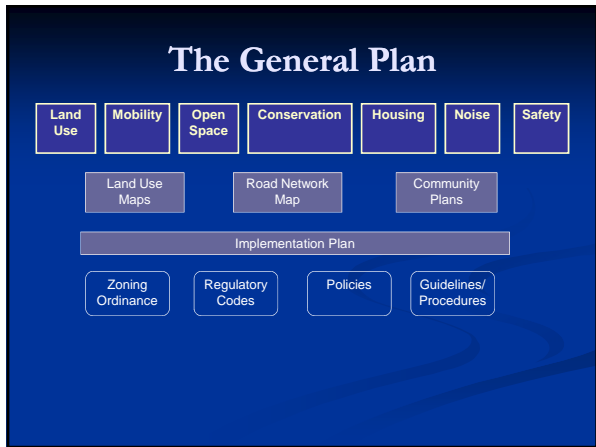 The General Plan
Land
Use
Mobility
Open
Space
Conservation
Housing
Noise
Safety
Land Use
Maps
Road Network
Map
Community
Plans
Implementation Plan
Zoning
Ordinance
Regulatory
Codes
Policies
Guidelines/
Procedures